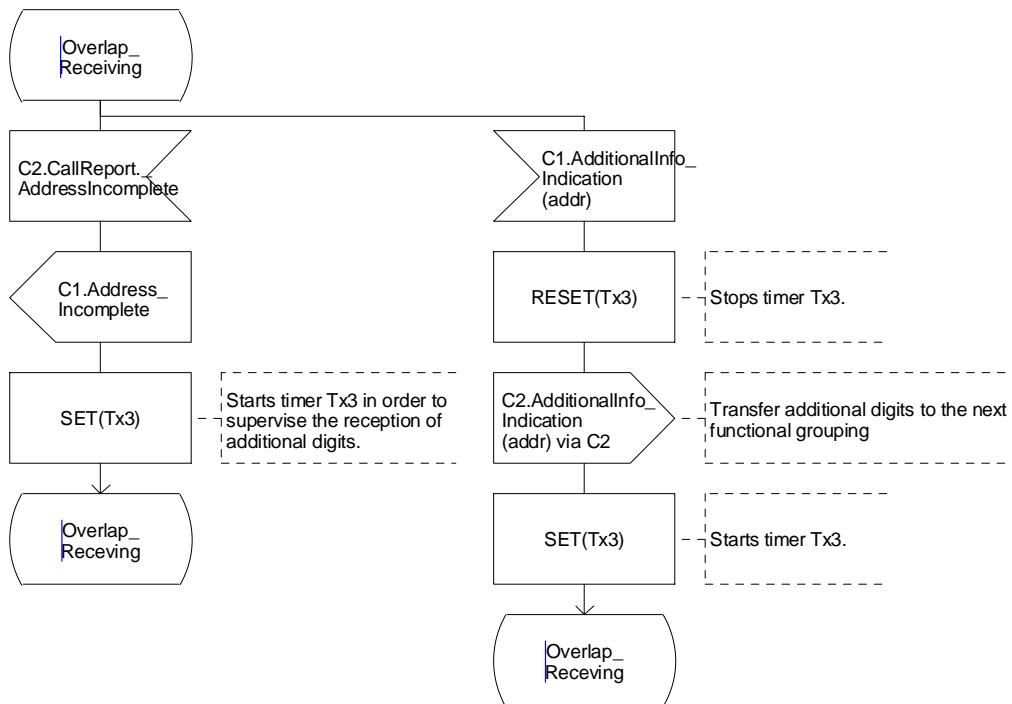 Overlap_
Receiving
C2.CallReport._
AddressIncomplete
C1.Address_
Incomplete
SET(Tx3)
Starts timer Tx3 in order to
supervise the reception of
additional digits.
Overlap_
Receving
C1.AdditionalInfo_
Indication
(addr)
RESET(Tx3)
Stops timer Tx3.
C2.AdditionalInfo_
Indication
(addr) via C2
Transfer additional digits to the next
functional grouping
SET(Tx3)
Starts timer Tx3.
Overlap_
Receving